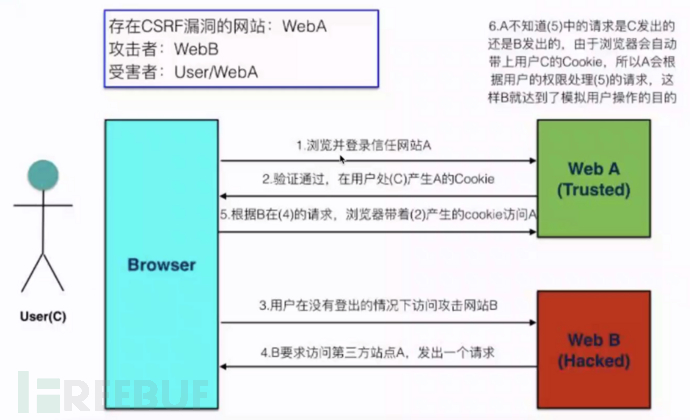 存在CSRF漏洞的网站：WebA
攻击者：WebB
受害者：User/WebA
6.A不知道(5)中的请求是C发出的
还是B发出的，由于浏览器会自动
带上用户C的Cookie，所以A会根
据用户的权限处理(5)的请求，这
样B就达到了模拟用户操作的目的
1.浏览并登录信任网站A
2.验证通过，在用户处(C)产生A的Cookie
5.根据B在(4)的请求，浏览器带着(2)产生的cookie访问A
Web A
(Trusted)
Browser
User(C)
3.用户在没有登出的情况下访问攻击网站B
4.B要求访问第三方站点A，发出一个请求
Web B
(Hacked)
FREEBUF